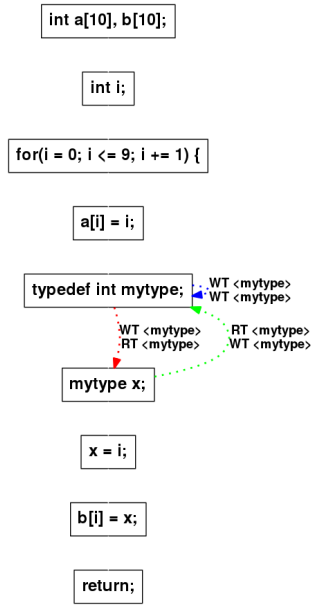 int a[10], b[10];
int i;
for(i = 0; i <= 9; i += 1) {
a[i] = i;
typedef int mytype;
WT <mytype>
WT <mytype>
WT <mytype>
RT <mytype>
RT <mytype>
WT <mytype>
mytype x;
x = i;
b[i] = x;
return;